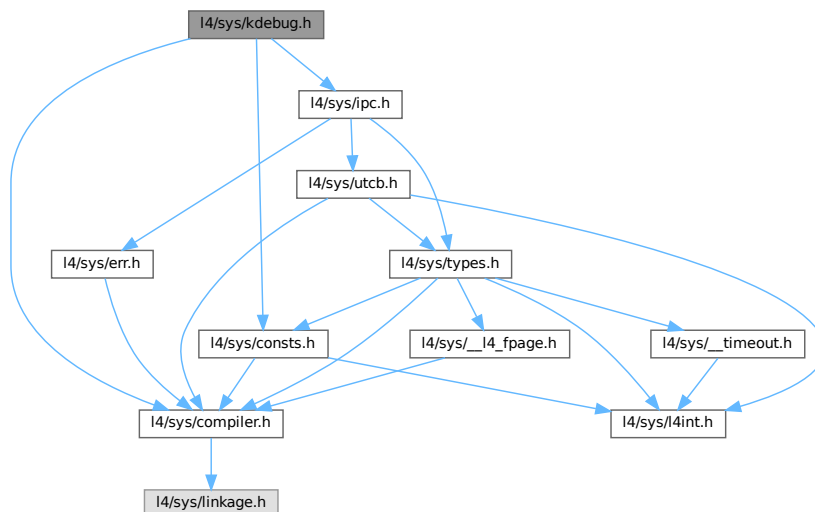 l4/sys/kdebug.h
l4/sys/ipc.h
l4/sys/utcb.h
l4/sys/err.h
l4/sys/types.h
l4/sys/consts.h
l4/sys/__l4_fpage.h
l4/sys/__timeout.h
l4/sys/compiler.h
l4/sys/l4int.h
l4/sys/linkage.h